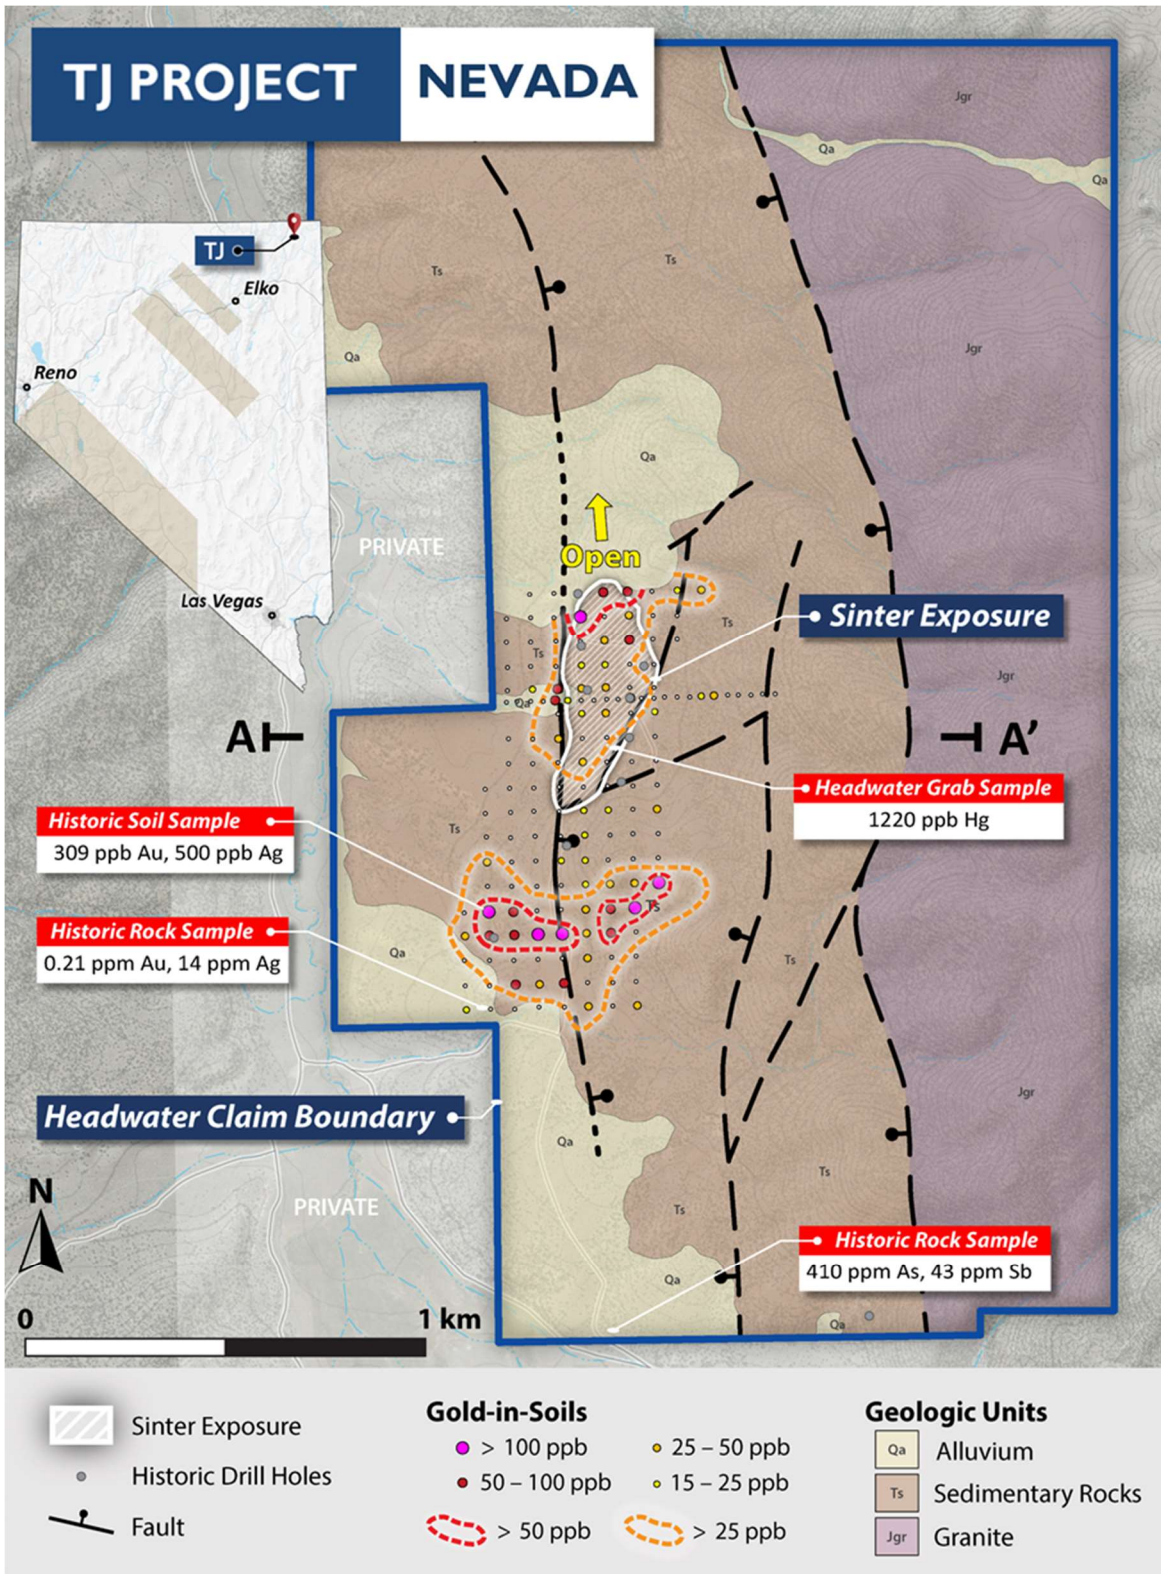 TJ PROJECT
NEVADA
Jgr
Qa
Qa
TJ
Ts
Ts
Elko
Qa
Jgr
Reno
Qa
PRIVATE
Open
Las Vegas
Sinter Exposure
Ts
Ts
Jgr
Qa
A
A'
Headwater Grab Sample
1220 ppb Hg
Historic Soil Sample
309 ppb Au, 500 ppb Ag
Ts
Ts
Historic Rock Sample
0.21 ppm Au, 14 ppm Ag
Qa
Ts
Headwater Claim Boundary
Jgr
Qa
Ts
N
PRIVATE
Ts
Historic Rock Sample
410 ppm As, 43 ppm Sb
Qa
Qa
0
1 km
Sinter Exposure
Historic Drill Holes
Fault
Gold-in-Soils
> 100 ppb
25 – 50 ppb
50 – 100 ppb
15 – 25 ppb
> 50 ppb
> 25 ppb
Geologic Units
Qa
Alluvium
Ts
Sedimentary Rocks
Jgr
Granite